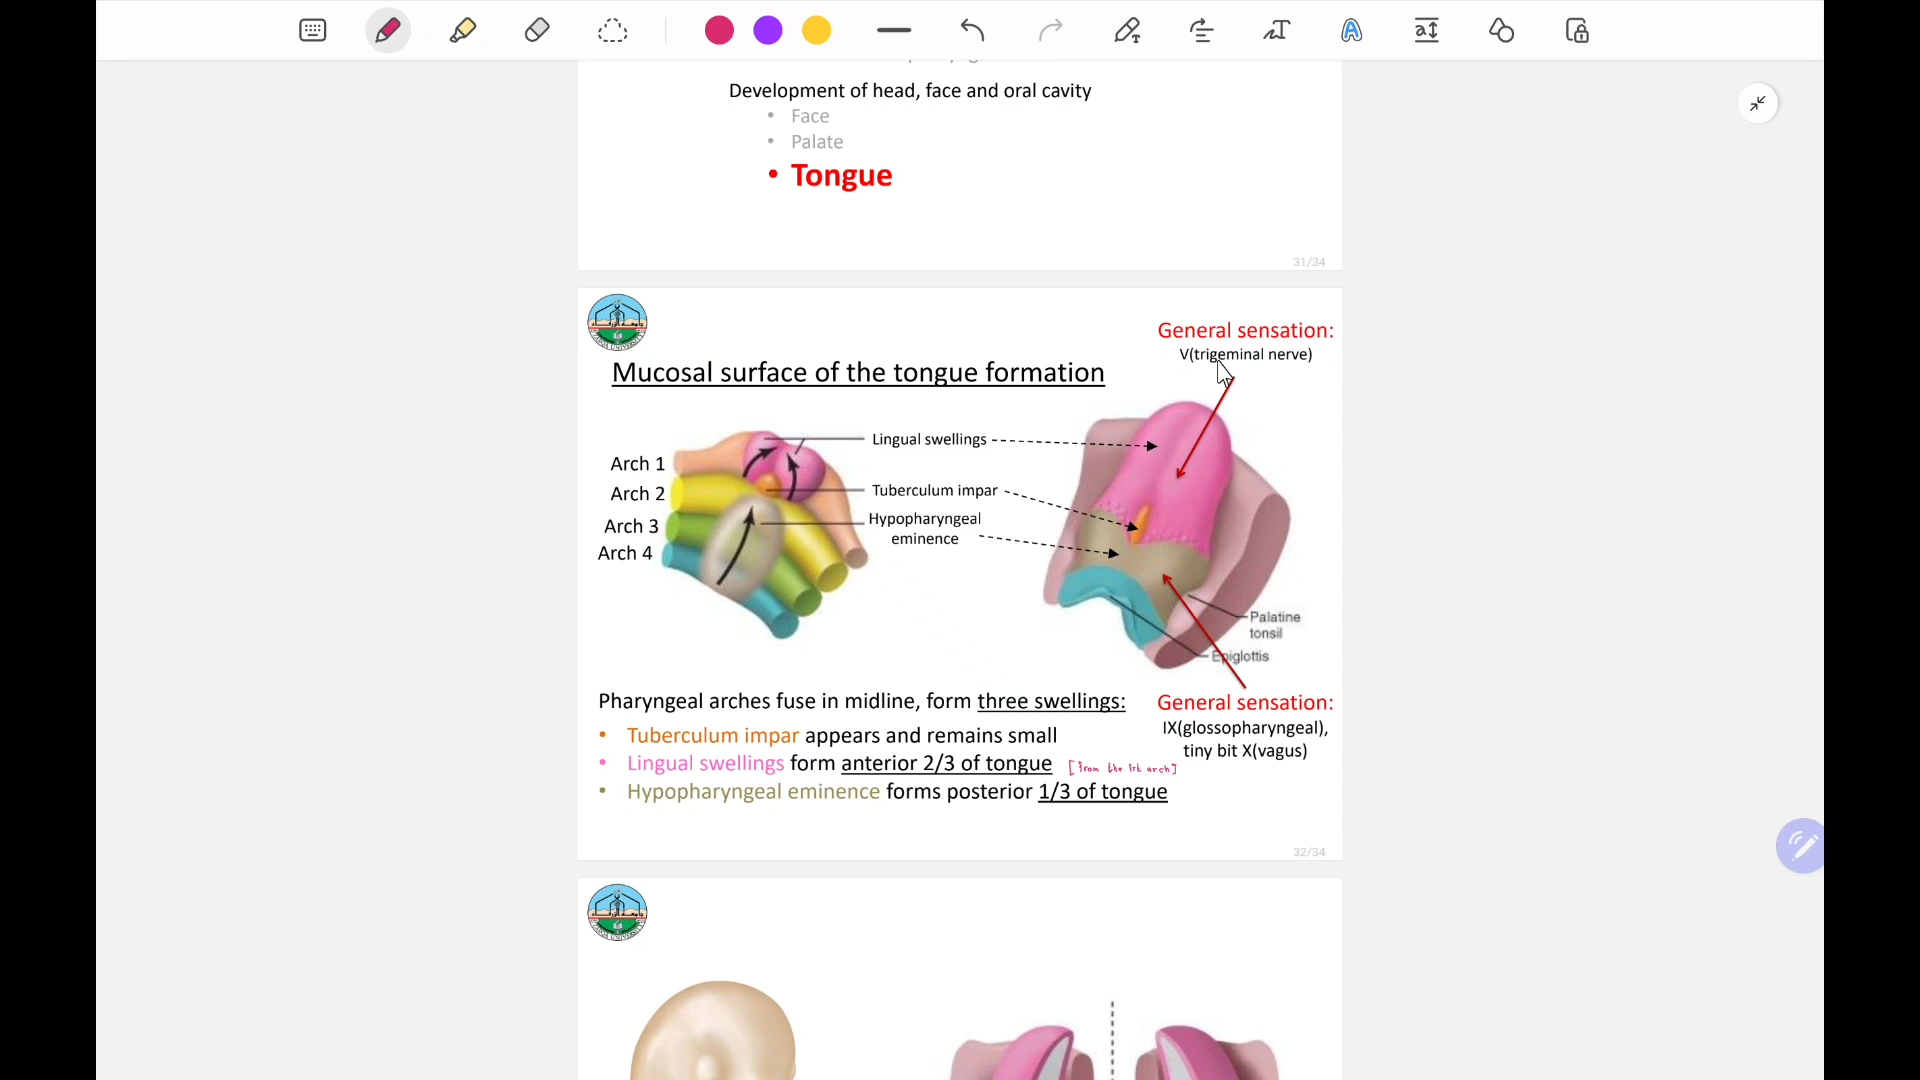 Development of head, face and oral cavity
• Face
• Palate
• Tongue
31/34
General sensation:
V(trigeminal nerve)
Mucosal surface of the tongue formation
Lingual swellings
Arch 1
Tuberculum impar
Arch 2
Hypopharyngeal
eminence
Arch 3
Arch 4
Palatine
tonsil
Epiglottis
Pharyngeal arches fuse in midline, form three swellings:
General sensation:
IX(glossopharyngeal),
tiny bit X(vagus)
• Tuberculum impar appears and remains small
• Lingual swellings form anterior 2/3 of tongue [from the 1st arch]
• Hypopharyngeal eminence forms posterior 1/3 of tongue
32/34